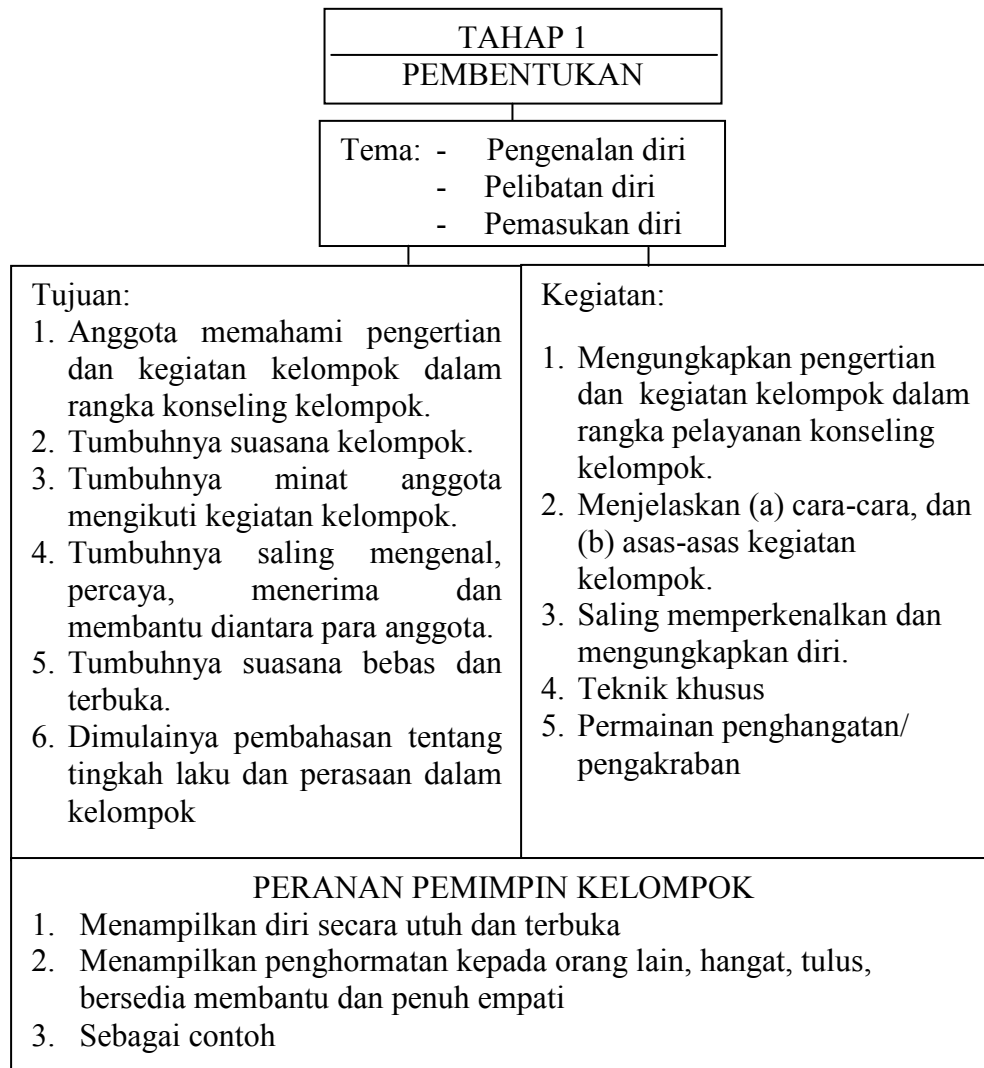 TAHAP 1
PEMBENTUKAN
Tema: - Pengenalan diri
- Pelibatan diri
- Pemasukan diri
Tujuan:
1. Anggota memahami pengertian
dan kegiatan kelompok dalam
rangka konseling kelompok.
2. Tumbuhnya suasana kelompok.
3. Tumbuhnya minat anggota
mengikuti kegiatan kelompok.
4. Tumbuhnya saling mengenal,
percaya, menerima dan
membantu diantara para anggota.
5. Tumbuhnya suasana bebas dan
terbuka.
6. Dimulainya pembahasan tentang
tingkah laku dan perasaan dalam
kelompok
Kegiatan:
1. Mengungkapkan pengertian
dan kegiatan kelompok dalam
rangka pelayanan konseling
kelompok.
2. Menjelaskan (a) cara-cara, dan
(b) asas-asas kegiatan
kelompok.
3. Saling memperkenalkan dan
mengungkapkan diri.
4. Teknik khusus
5. Permainan penghangatan/
pengakraban
PERANAN PEMIMPIN KELOMPOK
1. Menampilkan diri secara utuh dan terbuka
2. Menampilkan penghormatan kepada orang lain, hangat, tulus,
bersedia membantu dan penuh empati
3. Sebagai contoh